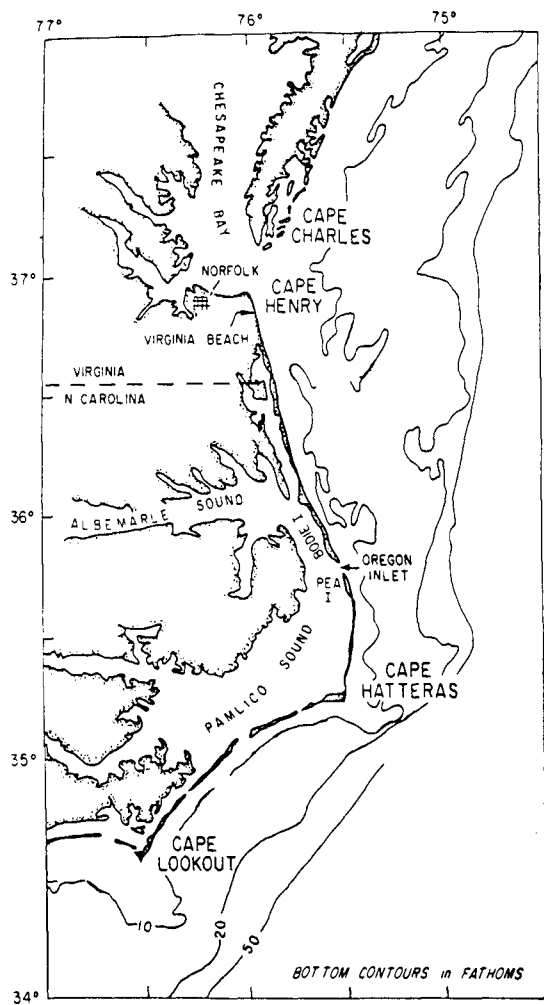 77°
76°
75°
CHESAPEAKE
BAY
CAPE
CHARLES
37°
NORFOLK
CAPE
HENRY
VIRGINIA BEACH
VIRGINIA
N CAROLINA
36°
ALBEMARLE SOUND
BODIE I
OREGON
INLET
PEA
I
PAMLICO SOUND
CAPE
HATTERAS
35°
CAPE
LOOKOUT
10
20
50
34°
BOTTOM CONTOURS in FATHOMS